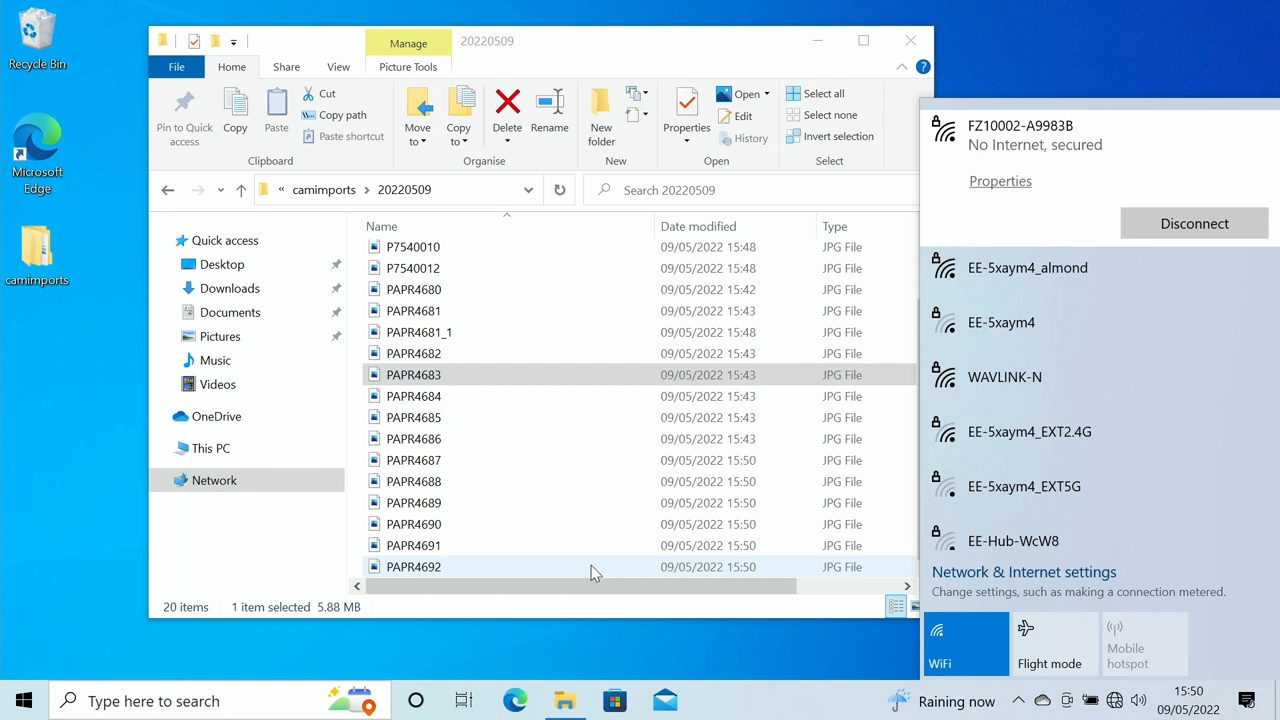 Recycle Bin
Microsoft
Edge
camimports
Manage
20220509
File
Home
Share
View
Picture Tools
Pin to Quick
access
Copy
Paste
Cut
Copy path
Paste shortcut
Clipboard
Move
to
Copy
to
Delete
Rename
Organise
New
folder
New
Properties
Open
Edit
History
Open
Select all
Select none
Invert selection
Select
« camimports > 20220509
Search 20220509
Quick access
Desktop
Downloads
Documents
Pictures
Music
Videos
OneDrive
This PC
Network
Name Date modified Type
P7540010 09/05/2022 15:48 JPG File
P7540012 09/05/2022 15:48 JPG File
PAPR4680 09/05/2022 15:42 JPG File
PAPR4681 09/05/2022 15:43 JPG File
PAPR4681_1 09/05/2022 15:48 JPG File
PAPR4682 09/05/2022 15:43 JPG File
PAPR4683 09/05/2022 15:43 JPG File
PAPR4684 09/05/2022 15:43 JPG File
PAPR4685 09/05/2022 15:43 JPG File
PAPR4686 09/05/2022 15:43 JPG File
PAPR4687 09/05/2022 15:50 JPG File
PAPR4688 09/05/2022 15:50 JPG File
PAPR4689 09/05/2022 15:50 JPG File
PAPR4690 09/05/2022 15:50 JPG File
PAPR4691 09/05/2022 15:50 JPG File
PAPR4692 09/05/2022 15:50 JPG File
20 items 1 item selected 5.88 MB
FZ10002-A9983B
No Internet, secured
Properties
Disconnect
EE-5xaym4_almond
EE-5xaym4
WAVLINK-N
EE-5xaym4_EXT2.4G
EE-5xaym4_EXT5G
EE-Hub-WcW8
Network & Internet settings
Change settings, such as making a connection metered.
WiFi
Flight mode
Mobile
hotspot
Type here to search
Raining now
15:50
09/05/2022